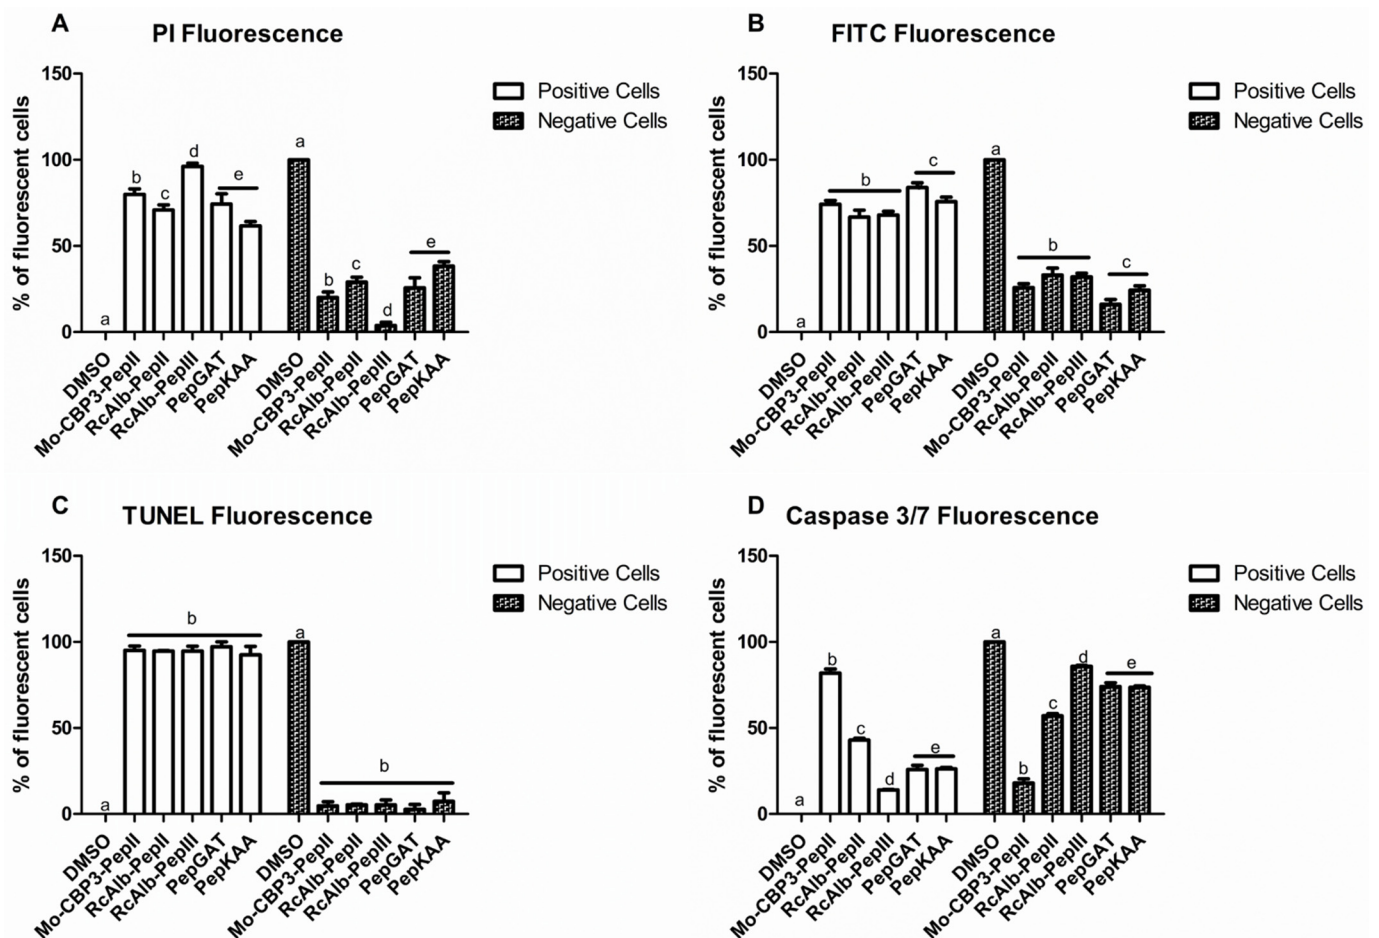 A
PI Fluorescence
% of fluorescent cells
150
100
50
0
Positive Cells
Negative Cells
a
b
c
d
e
a
b
c
d
e
DMSO
Mo-CBP3-PepII
RcAlb-PepII
RcAlb-PepIII
PepGAT
PepKAA
DMSO
Mo-CBP3-PepII
RcAlb-PepII
RcAlb-PepIII
PepGAT
PepKAA
B
FITC Fluorescence
% of fluorescent cells
150
100
50
0
Positive Cells
Negative Cells
a
b
c
a
b
c
DMSO
Mo-CBP3-PepII
RcAlb-PepII
RcAlb-PepIII
PepGAT
PepKAA
DMSO
Mo-CBP3-PepII
RcAlb-PepII
RcAlb-PepIII
PepGAT
PepKAA
C
TUNEL Fluorescence
% of fluorescent cells
150
100
50
0
Positive Cells
Negative Cells
a
b
a
b
DMSO
Mo-CBP3-PepII
RcAlb-PepII
RcAlb-PepIII
PepGAT
PepKAA
DMSO
Mo-CBP3-PepII
RcAlb-PepII
RcAlb-PepIII
PepGAT
PepKAA
D
Caspase 3/7 Fluorescence
% of fluorescent cells
150
100
50
0
Positive Cells
Negative Cells
a
b
c
d
e
a
b
c
d
e
DMSO
Mo-CBP3-PepII
RcAlb-PepII
RcAlb-PepIII
PepGAT
PepKAA
DMSO
Mo-CBP3-PepII
RcAlb-PepII
RcAlb-PepIII
PepGAT
PepKAA